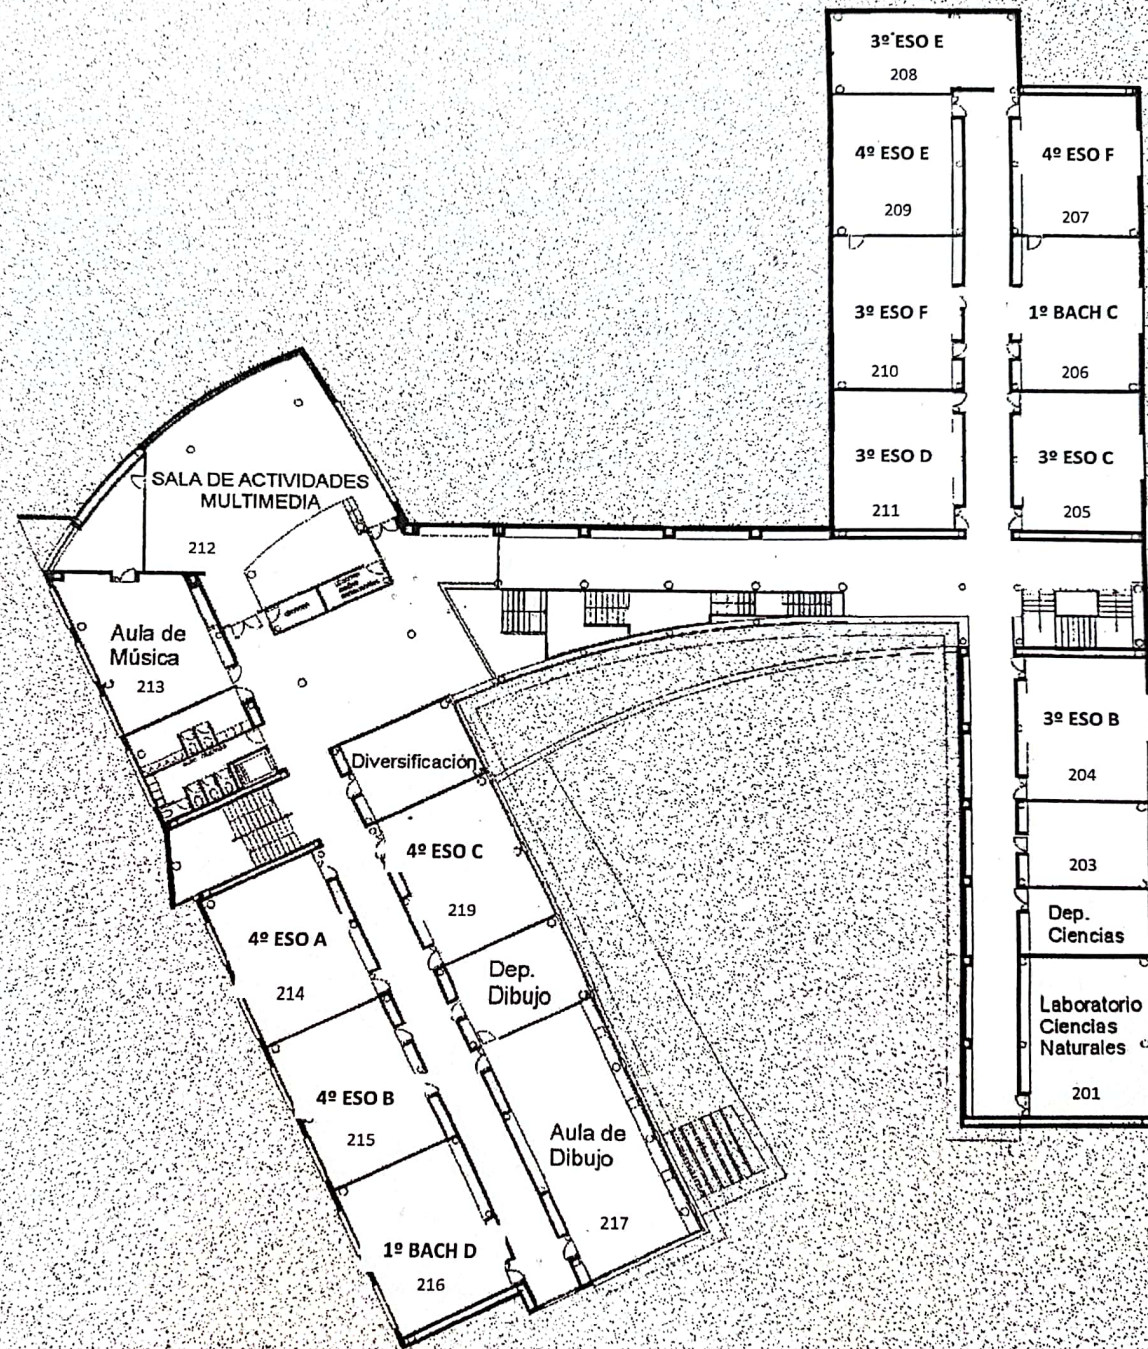 3º ESO E
208
4º ESO E
209
4º ESO F
207
3º ESO F
210
1º BACH C
206
3º ESO D
211
3º ESO C
205
SALA DE ACTIVIDADES
MULTIMEDIA
212
Aula de
Música
213
Diversificación
4º ESO C
219
3º ESO B
204
203
Dep.
Ciencias
Laboratorio
Ciencias
Naturales
201
4º ESO A
214
Dep.
Dibujo
4º ESO B
215
Aula de
Dibujo
217
1º BACH D
216